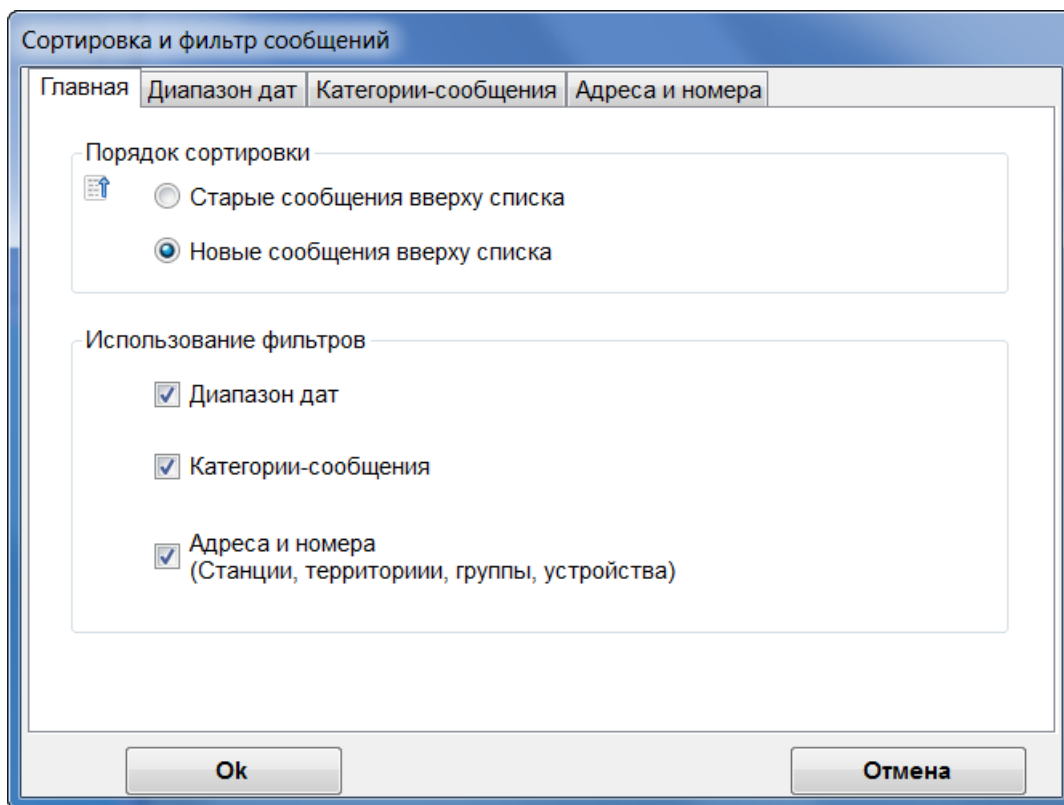 Сортировка и фильтр сообщений
Главная Диапазон дат Категории-сообщения Адреса и номера
Порядок сортировки
Старые сообщения вверху списка
Новые сообщения вверху списка
Использование фильтров
Диапазон дат
Категории-сообщения
Адреса и номера
(Станции, территориии, группы, устройства)
Ok Отмена